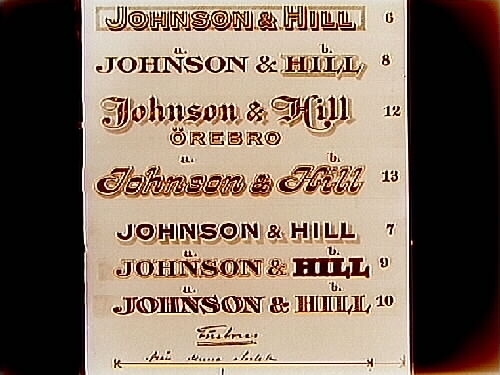 JOHNSON & HILL 6
a. b.
JOHNSON & HILL 8
Johnson & Hill 12
ÖREBRO
a. b.
Johnson & Hill 13
JOHNSON & HILL 7
a. b.
JOHNSON & HILL 9
a. b.
JOHNSON & HILL 10